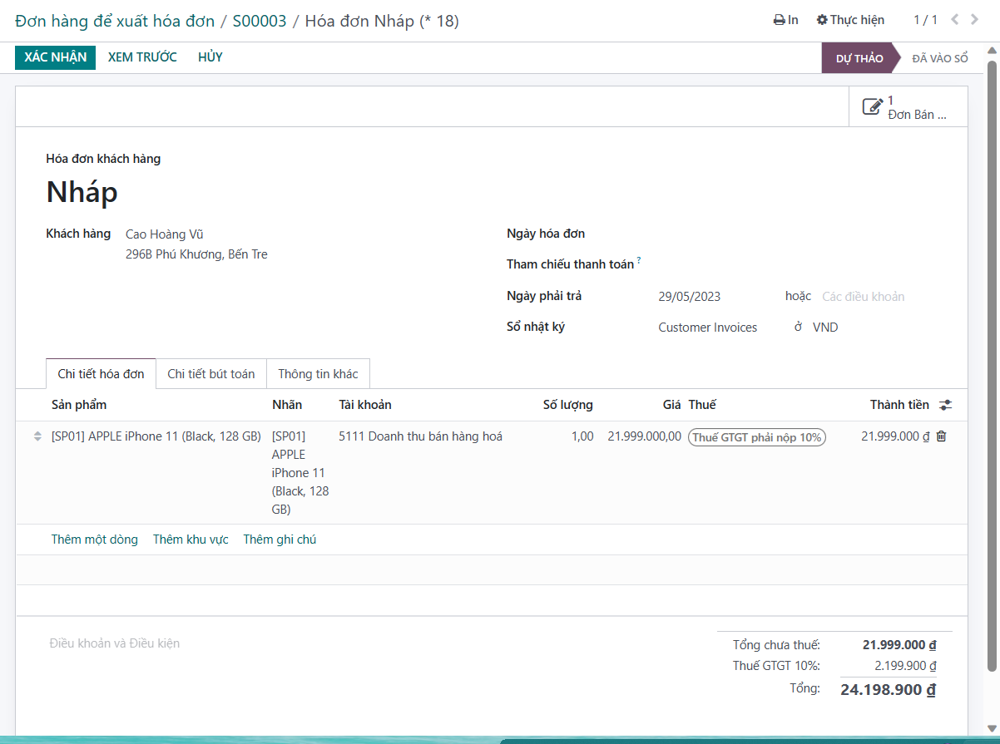 Đơn hàng để xuất hóa đơn / S00003 / Hóa đơn Nháp (* 18)
In
Thực hiện
1 / 1
XÁC NHẬN
XEM TRƯỚC
HỦY
DỰ THẢO
ĐÃ VÀO SỔ
1
Đơn Bán ...
Hóa đơn khách hàng
Nháp
Khách hàng
Cao Hoàng Vũ
296B Phú Khương, Bến Tre
Ngày hóa đơn
Tham chiếu thanh toán ?
Ngày phải trả 29/05/2023 hoặc Các điều khoản
Sổ nhật ký Customer Invoices ở VND
Chi tiết hóa đơn
Chi tiết bút toán
Thông tin khác
Sản phẩm Nhãn Tài khoản Số lượng Giá Thuế Thành tiền
[SP01] APPLE iPhone 11 (Black, 128 GB) [SP01] 5111 Doanh thu bán hàng hoá 1,00 21.999.000,00 Thuế GTGT phải nộp 10% 21.999.000 ₫
APPLE
iPhone 11
(Black, 128
GB)
Thêm một dòng Thêm khu vực Thêm ghi chú
Điều khoản và Điều kiện
Tổng chưa thuế: 21.999.000 ₫
Thuế GTGT 10%: 2.199.900 ₫
Tổng: 24.198.900 ₫